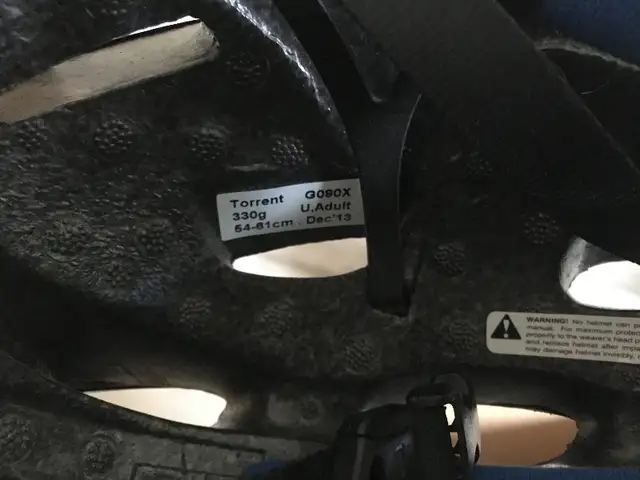 Torrent G090X
330g U,Adult
54-61cm . Dec'13
WARNING! No helmet can
manual. For maximum
properly to the wearer's head
and remove helmet after
may damage helmet